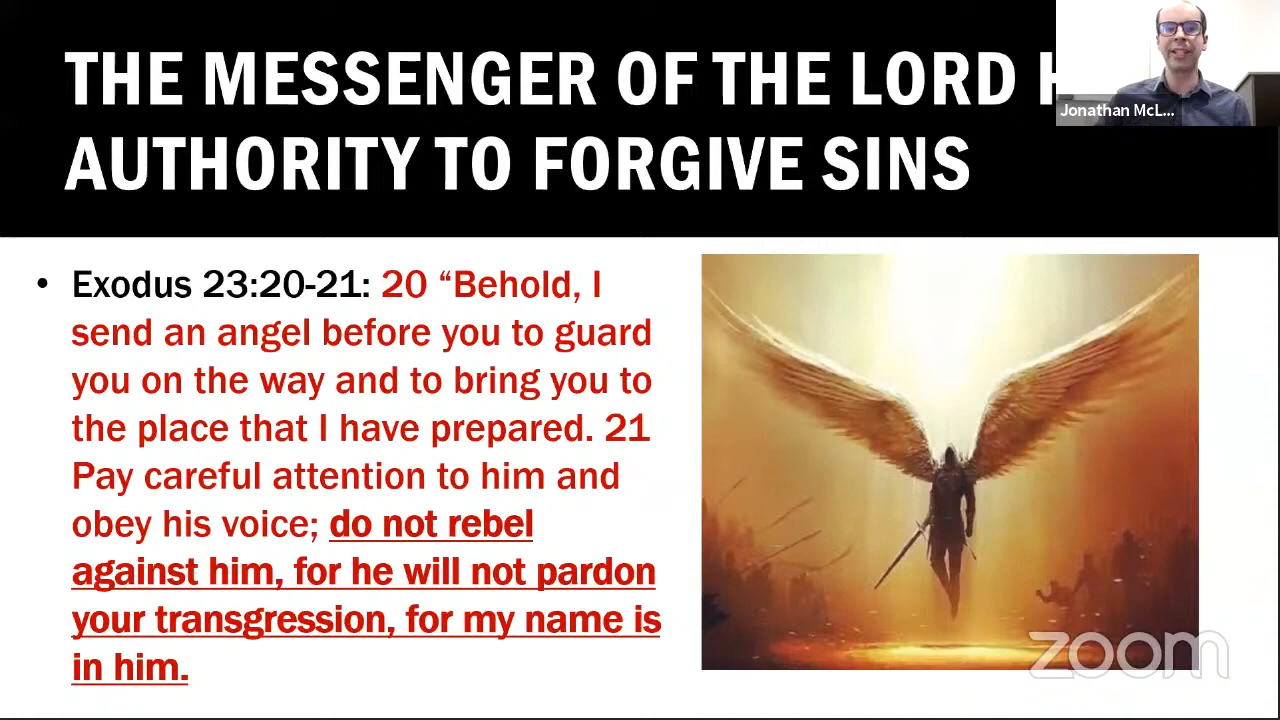 THE MESSENGER OF THE LORD
AUTHORITY TO FORGIVE SINS
Jonathan McL...
• Exodus 23:20-21: 20 “Behold, I
send an angel before you to guard
you on the way and to bring you to
the place that I have prepared. 21
Pay careful attention to him and
obey his voice; do not rebel
against him, for he will not pardon
your transgression, for my name is
in him.
zoom